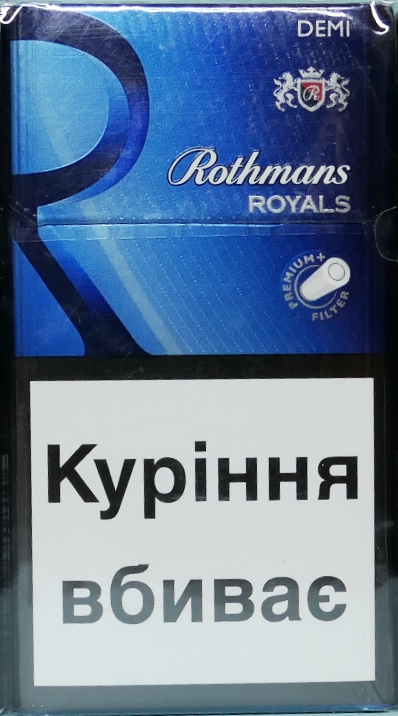 DEMI
R
Rothmans
ROYALS
PREMIUM+
FILTER
Куріння
вбиває